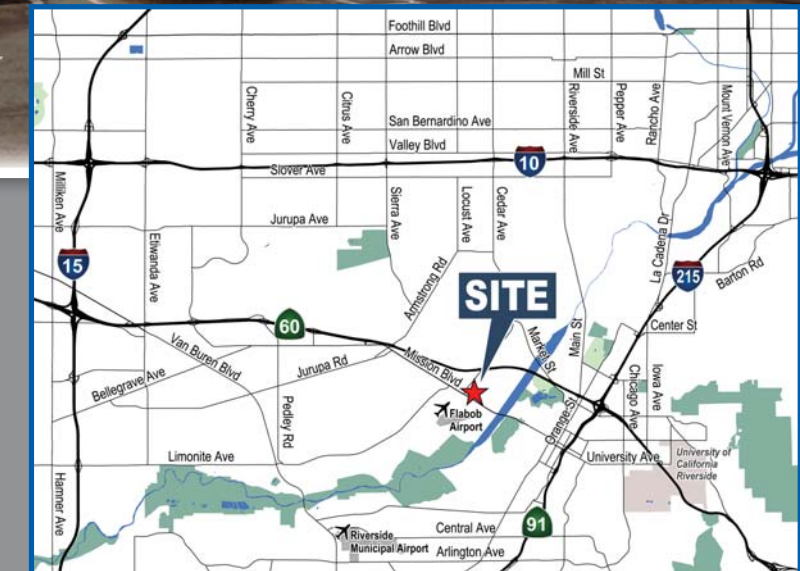 Foothill Blvd
Arrow Blvd
Mill St
Cherry Ave
Citrus Ave
San Bernardino Ave
Valley Blvd
Riverside Ave
Pepper Ave
Rancho Ave
Mount Vernon Ave
10
Slover Ave
Milliken Ave
Etiwanda Ave
Jurupa Ave
Sierra Ave
Locust Ave
Cedar Ave
La Cadena Dr
15
215
Barton Rd
Armstrong Rd
SITE
60
Center St
Van Buren Blvd
Jurupa Rd
Mission Blvd
Market St
Main St
Bellegrave Ave
Pedley Rd
Flabob
Airport
Orange St
Chicago Ave
Iowa Ave
Limonite Ave
University Ave
University of
California
Riverside
Hamner Ave
Central Ave
91
Riverside
Municipal Airport
Arlington Ave